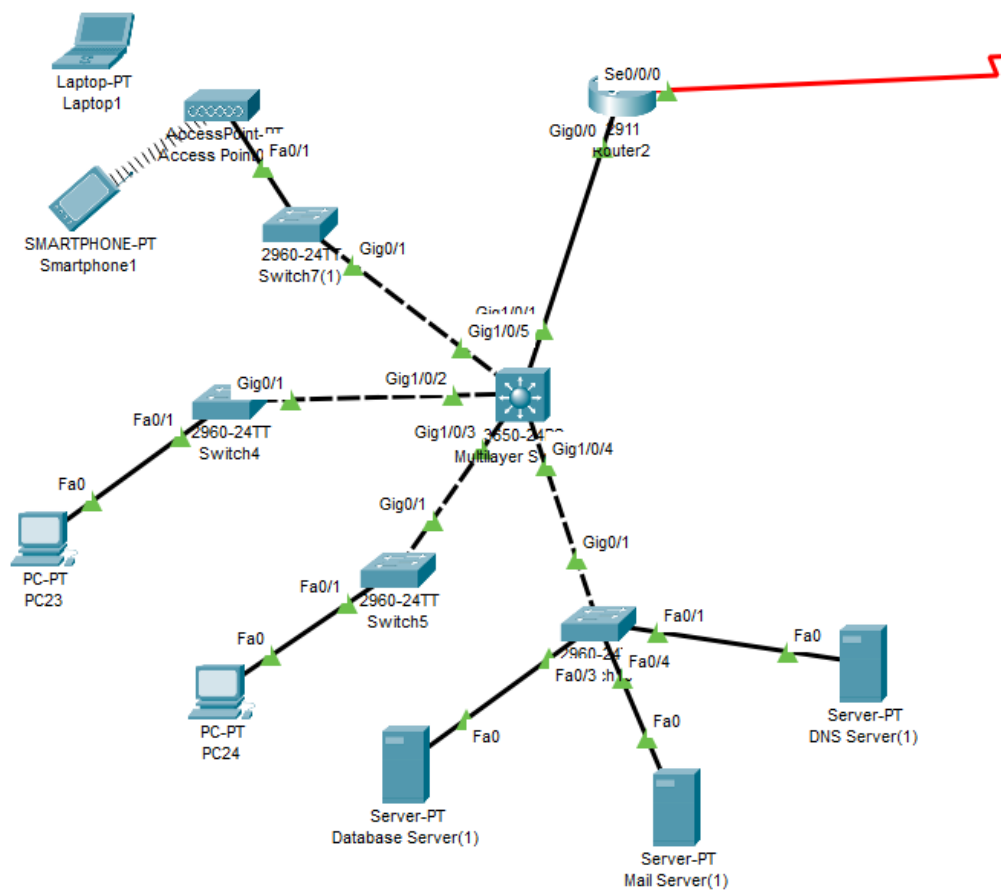 Laptop-PT
Laptop1
Se0/0/0
Gig0/0
2911
Router2
AccessPoint-PT
Access Point0
Fa0/1
SMARTPHONE-PT
Smartphone1
2960-24TT
Switch7(1)
Gig0/1
Gig1/0/1
Gig1/0/5
Gig0/1
Gig1/0/2
Fa0/1
2960-24TT
Switch4
Gig1/0/3
Multilayer
Gig1/0/4
Fa0
Gig0/1
Gig0/1
PC-PT
PC23
Fa0/1
2960-24TT
Switch5
Fa0/1
Fa0
Fa0
2960-24
Fa0/4
Fa0/3
PC-PT
PC24
Fa0
Fa0
Server-PT
DNS Server(1)
Server-PT
Database Server(1)
Server-PT
Mail Server(1)